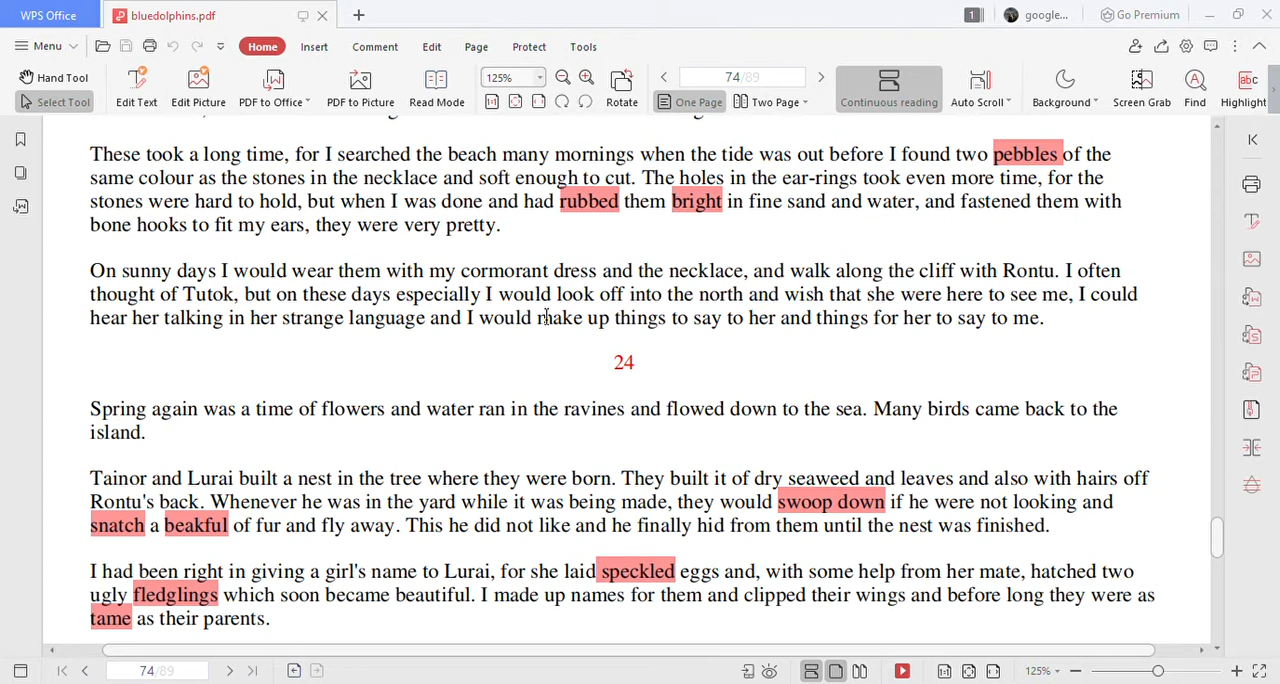 WPS Office bluedolphins.pdf 1 google... Go Premium
Menu Home Insert Comment Edit Page Protect Tools
Hand Tool 125% 74/89
Select Tool Edit Text Edit Picture PDF to Office PDF to Picture Read Mode Rotate One Page Two Page Continuous reading Auto Scroll Background Screen Grab Find Highlight
These took a long time, for I searched the beach many mornings when the tide was out before I found two pebbles of the
same colour as the stones in the necklace and soft enough to cut. The holes in the ear-rings took even more time, for the
stones were hard to hold, but when I was done and had rubbed them bright in fine sand and water, and fastened them with
bone hooks to fit my ears, they were very pretty.
On sunny days I would wear them with my cormorant dress and the necklace, and walk along the cliff with Rontu. I often
thought of Tutok, but on these days especially I would look off into the north and wish that she were here to see me, I could
hear her talking in her strange language and I would make up things to say to her and things for her to say to me.
24
Spring again was a time of flowers and water ran in the ravines and flowed down to the sea. Many birds came back to the
island.
Tainor and Lurai built a nest in the tree where they were born. They built it of dry seaweed and leaves and also with hairs off
Rontu's back. Whenever he was in the yard while it was being made, they would swoop down if he were not looking and
snatch a beakful of fur and fly away. This he did not like and he finally hid from them until the nest was finished.
I had been right in giving a girl's name to Lurai, for she laid speckled eggs and, with some help from her mate, hatched two
ugly fledglings which soon became beautiful. I made up names for them and clipped their wings and before long they were as
tame as their parents.
74/89 125%